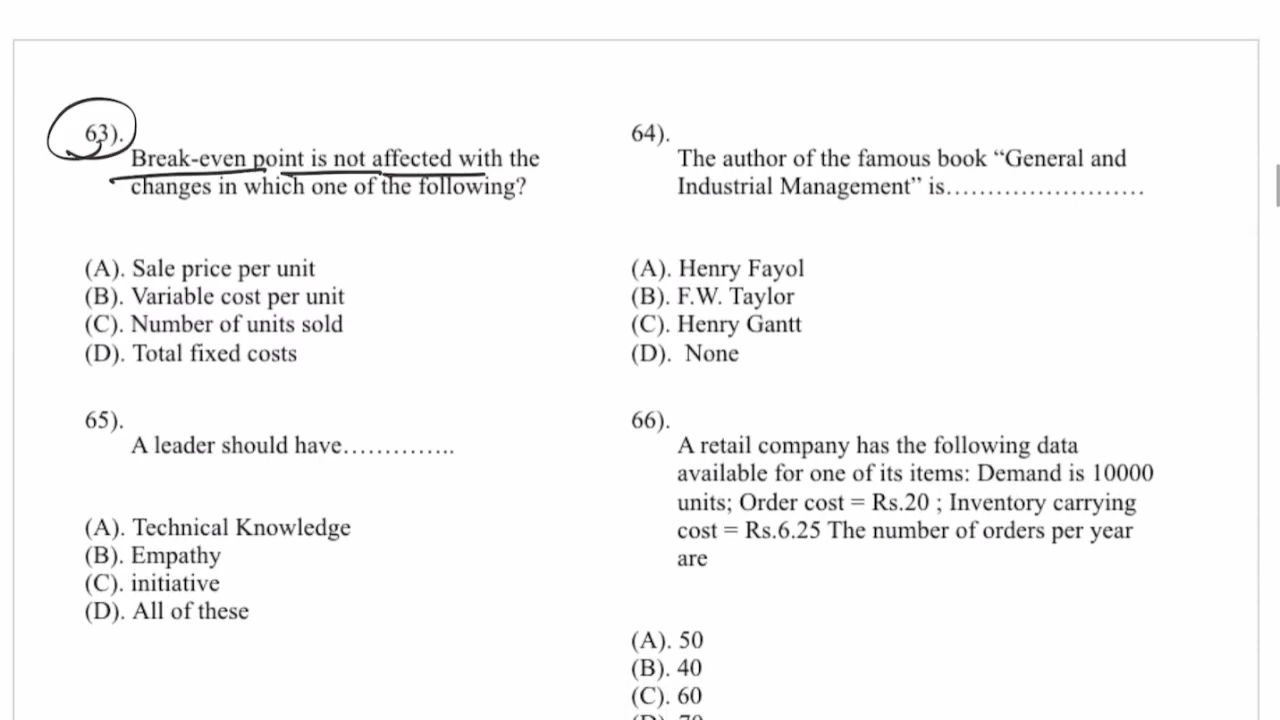 63).
Break-even point is not affected with the
changes in which one of the following?
(A). Sale price per unit
(B). Variable cost per unit
(C). Number of units sold
(D). Total fixed costs
64).
The author of the famous book “General and
Industrial Management” is……………………
(A). Henry Fayol
(B). F.W. Taylor
(C). Henry Gantt
(D). None
65).
A leader should have…………..
(A). Technical Knowledge
(B). Empathy
(C). initiative
(D). All of these
66).
A retail company has the following data
available for one of its items: Demand is 10000
units; Order cost = Rs.20 ; Inventory carrying
cost = Rs.6.25 The number of orders per year
are
(A). 50
(B). 40
(C). 60